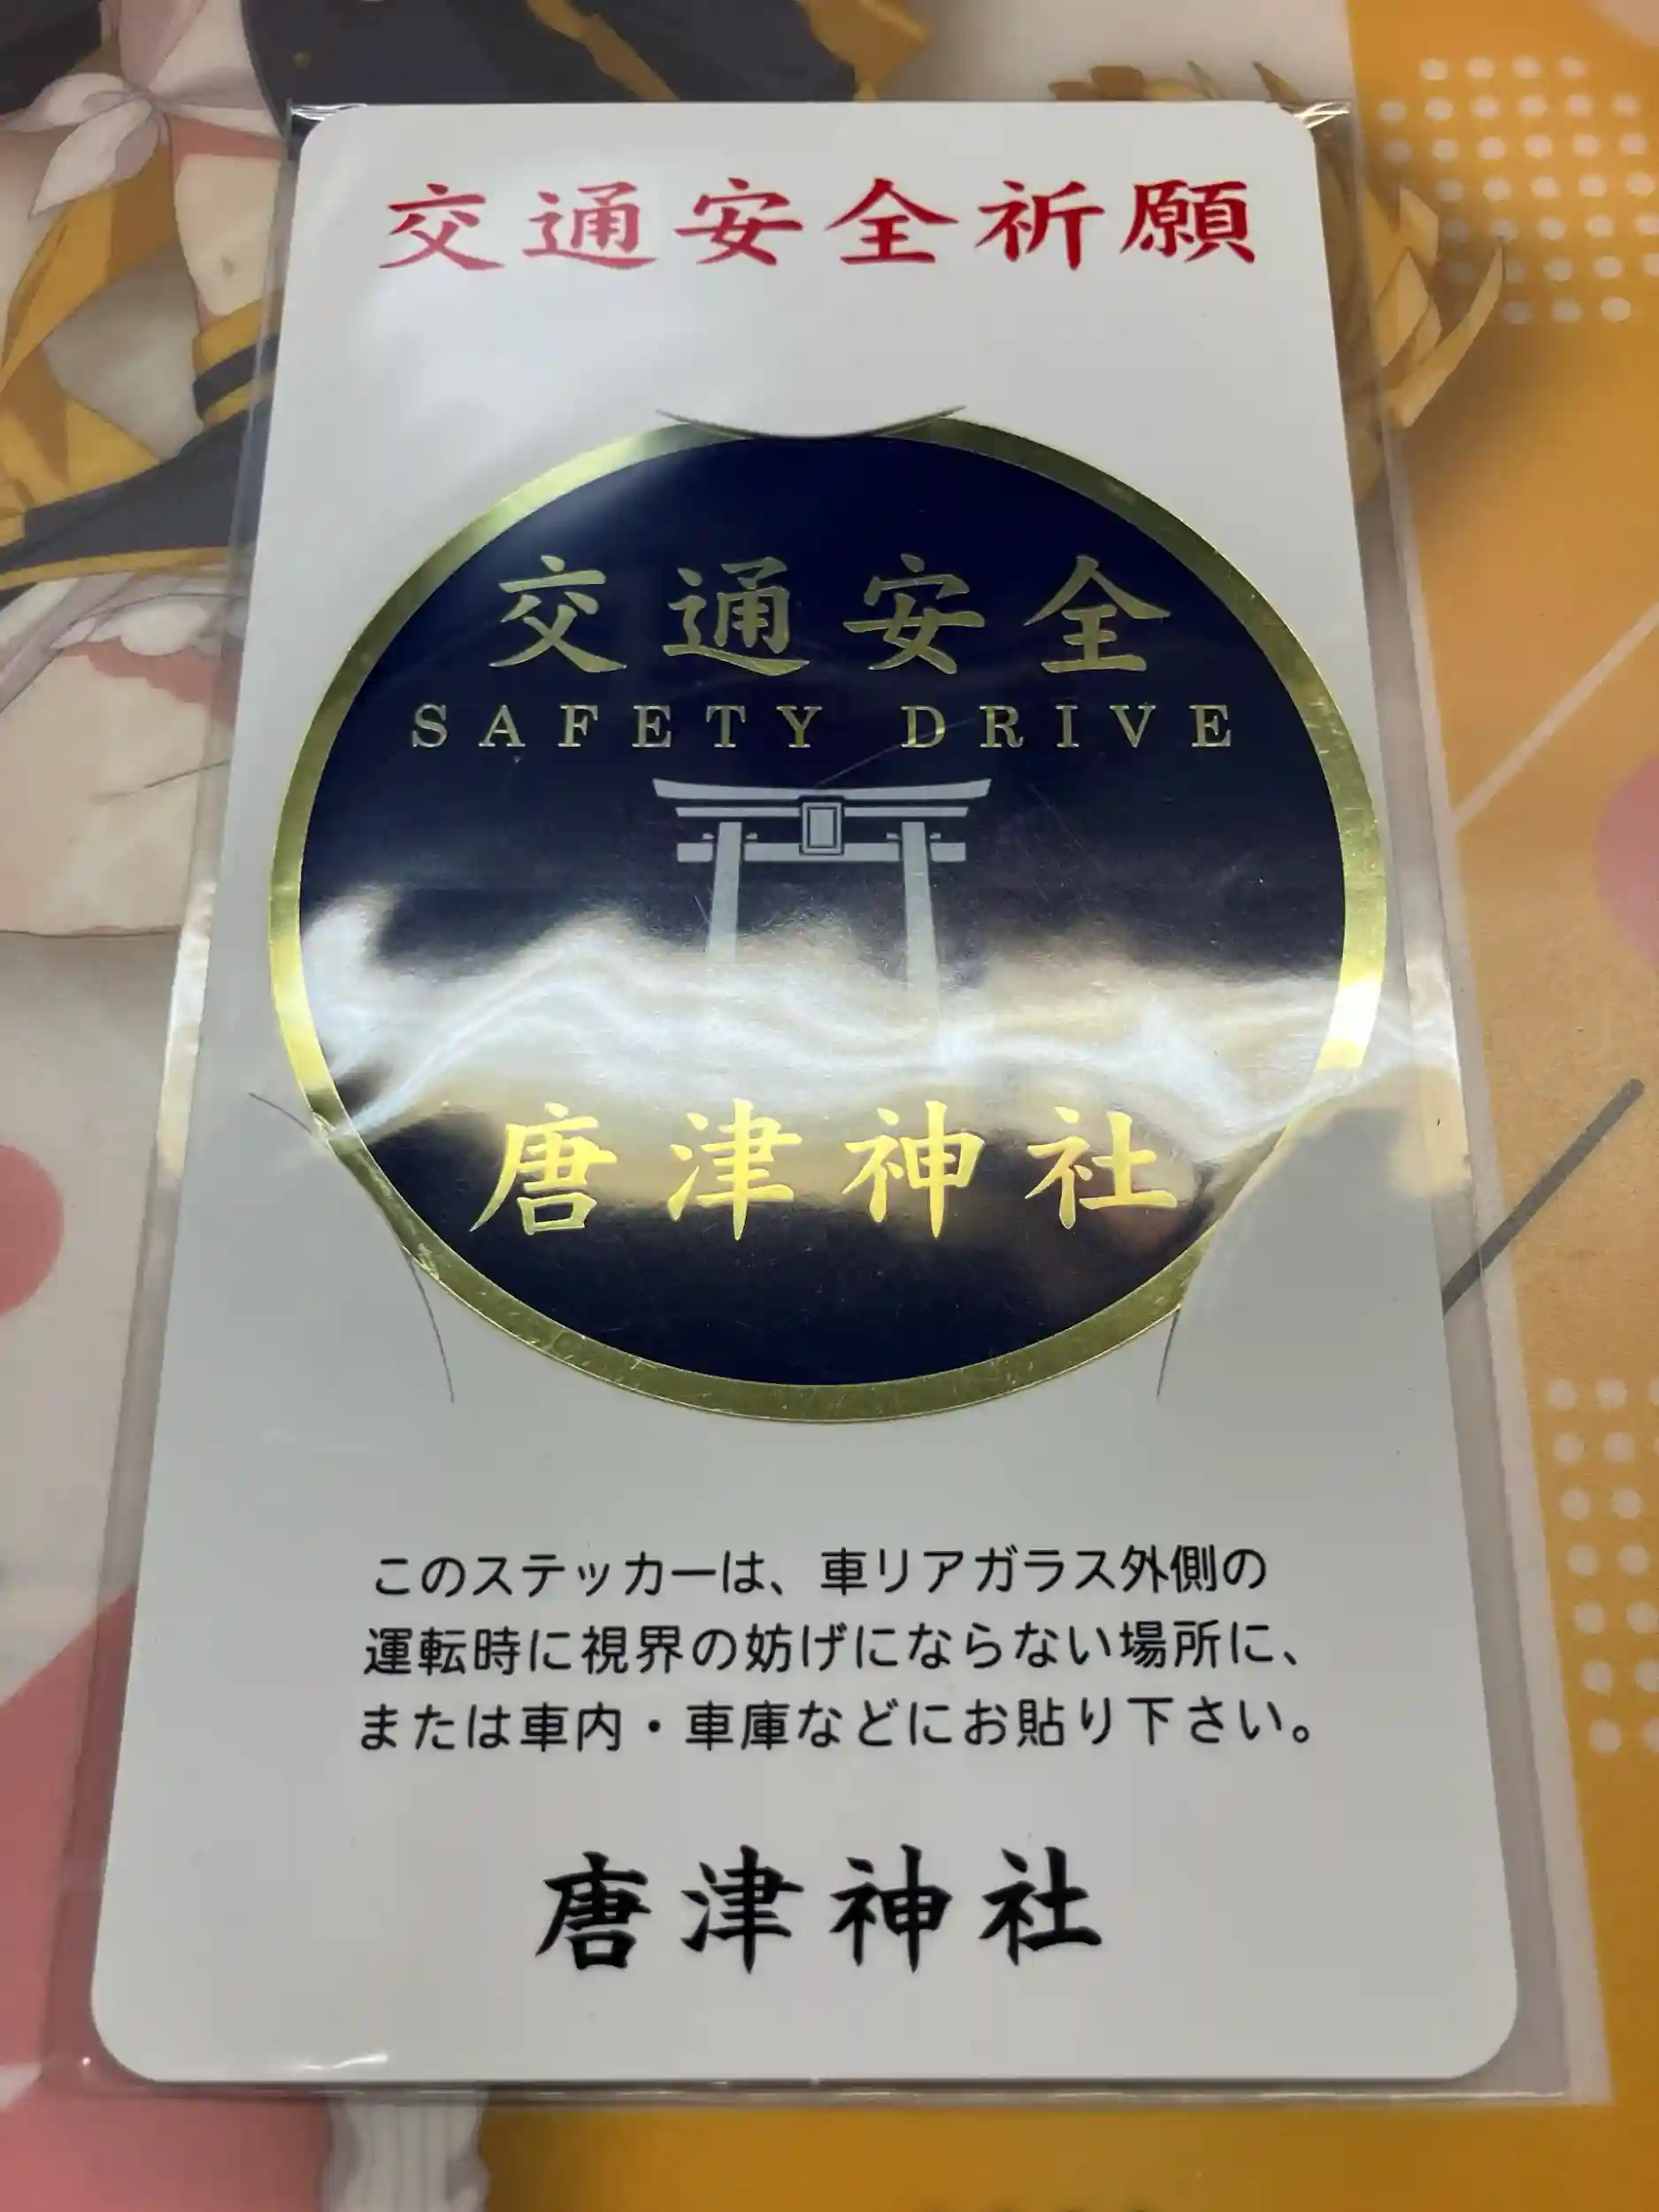 交通安全祈願
交通安全
SAFETY DRIVE
唐津神社
このステッカーは、車リアガラス外側の
運転時に視界の妨げにならない場所に、
または車内・車庫などにお貼り下さい。
唐津神社